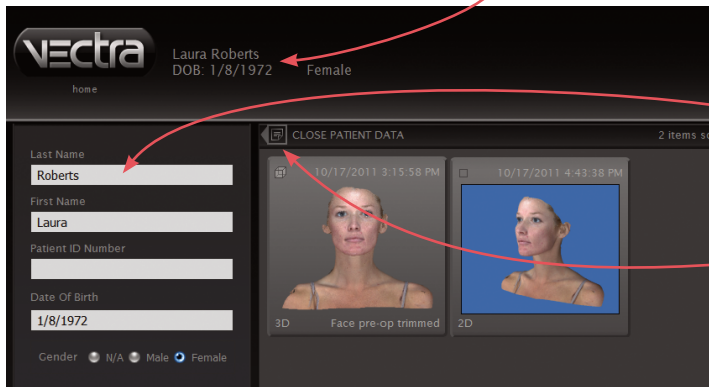 vectra
home
Laura Roberts
DOB: 1/8/1972 Female
CLOSE PATIENT DATA
2 items
Last Name
Roberts
First Name
Laura
Patient ID Number
Date Of Birth
1/8/1972
Gender N/A Male Female
10/17/2011 3:15:58 PM
3D Face pre-op trimmed
10/17/2011 4:43:38 PM
2D